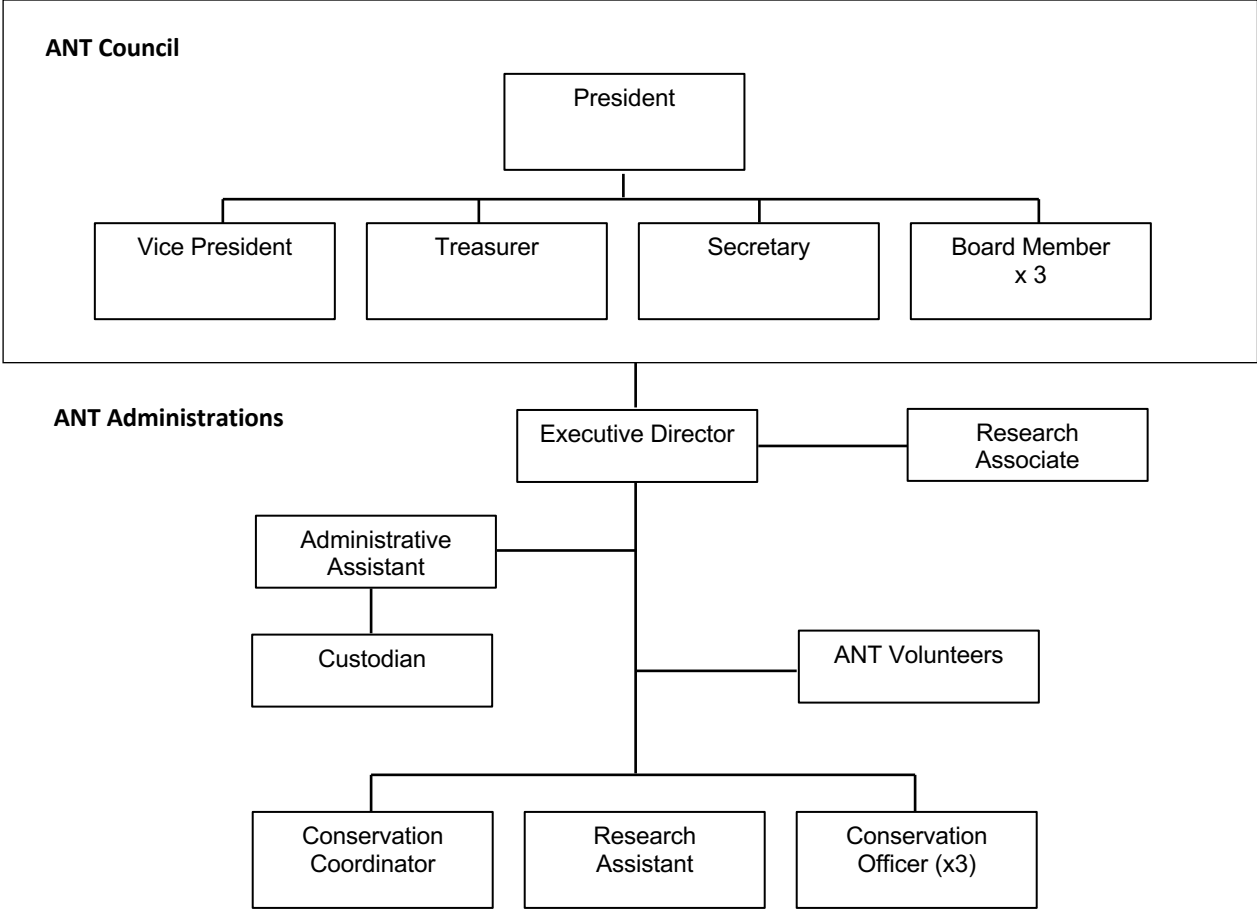 ANT Council
President
Vice President
Treasurer
Secretary
Board Member
x 3
ANT Administrations
Executive Director
Research
Associate
Administrative
Assistant
Custodian
ANT Volunteers
Conservation
Coordinator
Research
Assistant
Conservation
Officer (x3)